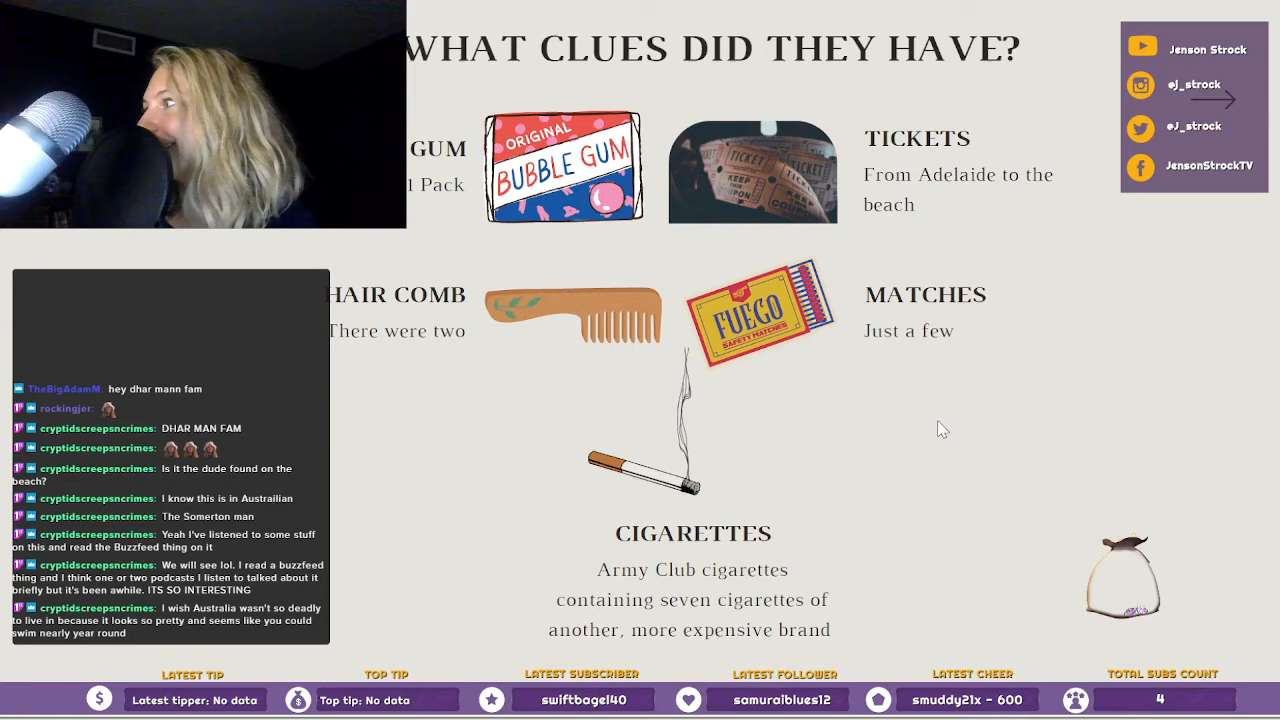 WHAT CLUES DID THEY HAVE?
GUM
1 Pack
ORIGINAL
BUBBLE GUM
TICKET
KEEP
THIS
COUPON
TICKETS
From Adelaide to the
beach
Jenson Strock
@J_strock
@J_strock
JensonStrockTV
HAIR COMB
There were two
FUEGO
SAFETY MATCHES
MATCHES
Just a few
CIGARETTES
Army Club cigarettes
containing seven cigarettes of
another, more expensive brand
TheBigAdamM: hey dhar mann fam
rockingjer:
cryptidscreepsncrimes: DHAR MAN FAM
cryptidscreepsncrimes:
cryptidscreepsncrimes: Is it the dude found on the
beach?
cryptidscreepsncrimes: I know this is in Austrailian
cryptidscreepsncrimes: The Somerton man
cryptidscreepsncrimes: Yeah I've listened to some stuff
on this and read the Buzzfeed thing on it
cryptidscreepsncrimes: We will see lol. I read a buzzfeed
thing and I think one or two podcasts I listen to talked about it
briefly but it's been awhile. ITS SO INTERESTING
cryptidscreepsncrimes: I wish Australia wasn't so deadly
to live in because it looks so pretty and seems like you could
swim nearly year round
LATEST TIP
Latest tipper: No data
TOP TIP
Top tip: No data
LATEST SUBSCRIBER
swiftbagel40
LATEST FOLLOWER
samuraiblues12
LATEST CHEER
smuddy21x - 600
TOTAL SUBS COUNT
4